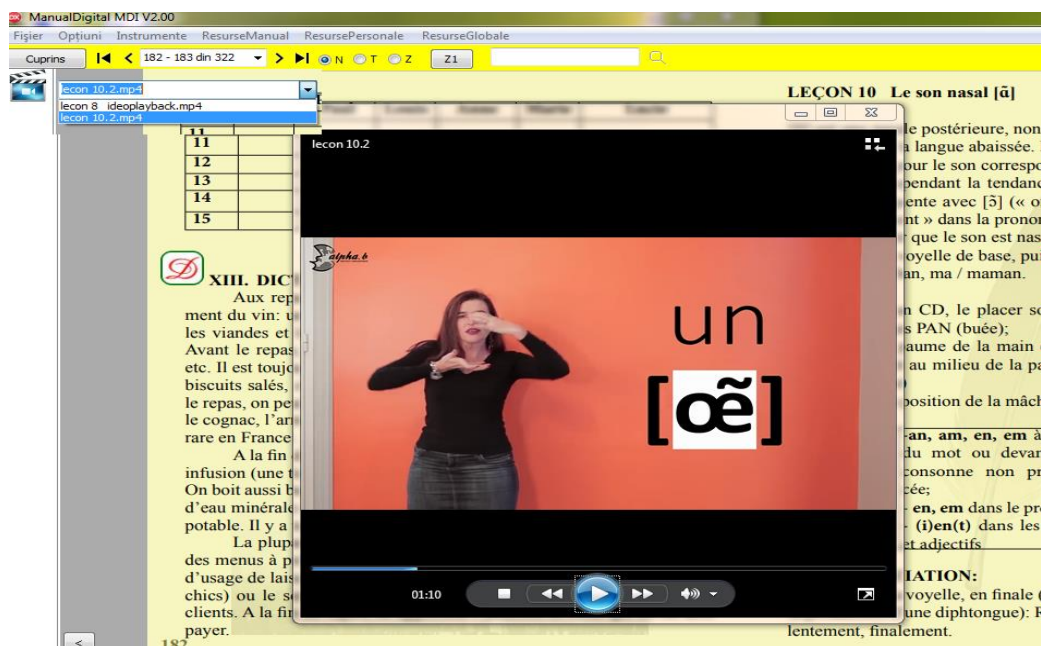 ManualDigital MDI V2.00
Fişier Opţiuni Instrumente ResurseManual ResursePersonale ResurseGlobale
Cuprins 182 - 183 din 322 N T Z Z1
lecon 10.2.mp4
lecon 8 ideoplayback.mp4
lecon 10.2.mp4
11
11
12
13
14
15
XIII. DIC
Aux rep
ment du vin: u
les viandes et
Avant le repas
etc. Il est toujo
biscuits salés,
le repas, on pe
le cognac, l'ar
rare en France
A la fin
infusion (une t
On boit aussi b
d'eau minérale
potable. Il y a
La plup
des menus à p
d'usage de lais
chics) ou le s
clients. A la fin
payer.
182
lecon 10.2
alpha.b
un
[œ̃]
01:10
LEÇON 10 Le son nasal [ã]
le postérieure, non
a langue abaissée.
our le son correspo
pendant la tendanc
ente avec [ɔ̃] (« o
nt » dans la pronon
que le son est nas
oyelle de base, pui
an, ma / maman.
n CD, le placer so
s PAN (buée);
aume de la main
au milieu de la pa
position de la mâch
-an, am, en, em à
du mot ou devan
consonne non pr
cée;
- en, em dans le pré
- (i)en(t) dans les
et adjectifs
IATION:
voyelle, en finale (
une diphtongue): R
lentement, finalement.